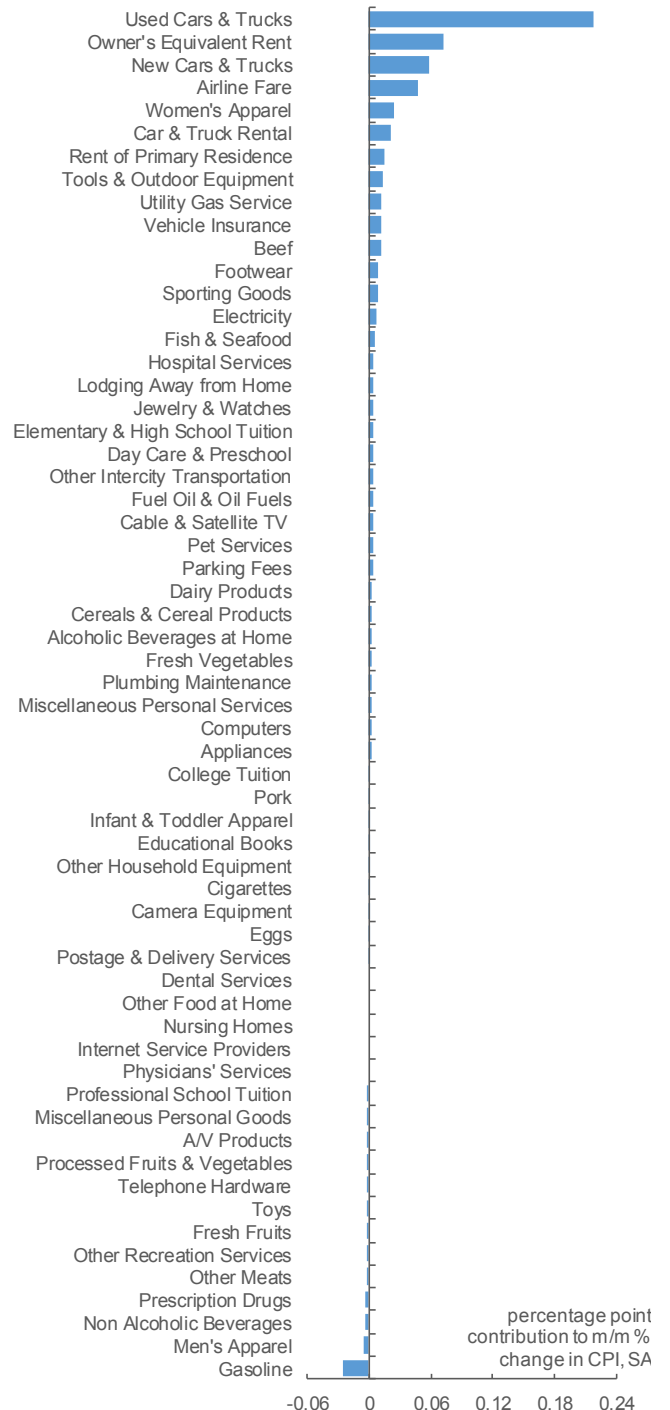 Used Cars & Trucks
Owner's Equivalent Rent
New Cars & Trucks
Airline Fare
Women's Apparel
Car & Truck Rental
Rent of Primary Residence
Tools & Outdoor Equipment
Utility Gas Service
Vehicle Insurance
Beef
Footwear
Sporting Goods
Electricity
Fish & Seafood
Hospital Services
Lodging Away from Home
Jewelry & Watches
Elementary & High School Tuition
Day Care & Preschool
Other Intercity Transportation
Fuel Oil & Oil Fuels
Cable & Satellite TV
Pet Services
Parking Fees
Dairy Products
Cereals & Cereal Products
Alcoholic Beverages at Home
Fresh Vegetables
Plumbing Maintenance
Miscellaneous Personal Services
Computers
Appliances
College Tuition
Pork
Infant & Toddler Apparel
Educational Books
Other Household Equipment
Cigarettes
Camera Equipment
Eggs
Postage & Delivery Services
Dental Services
Other Food at Home
Nursing Homes
Internet Service Providers
Physicians' Services
Professional School Tuition
Miscellaneous Personal Goods
A/V Products
Processed Fruits & Vegetables
Telephone Hardware
Toys
Fresh Fruits
Other Recreation Services
Other Meats
Prescription Drugs
Non Alcoholic Beverages
Men's Apparel
Gasoline
percentage point
contribution to m/m %
change in CPI, SA
-0.06 0 0.06 0.12 0.18 0.24